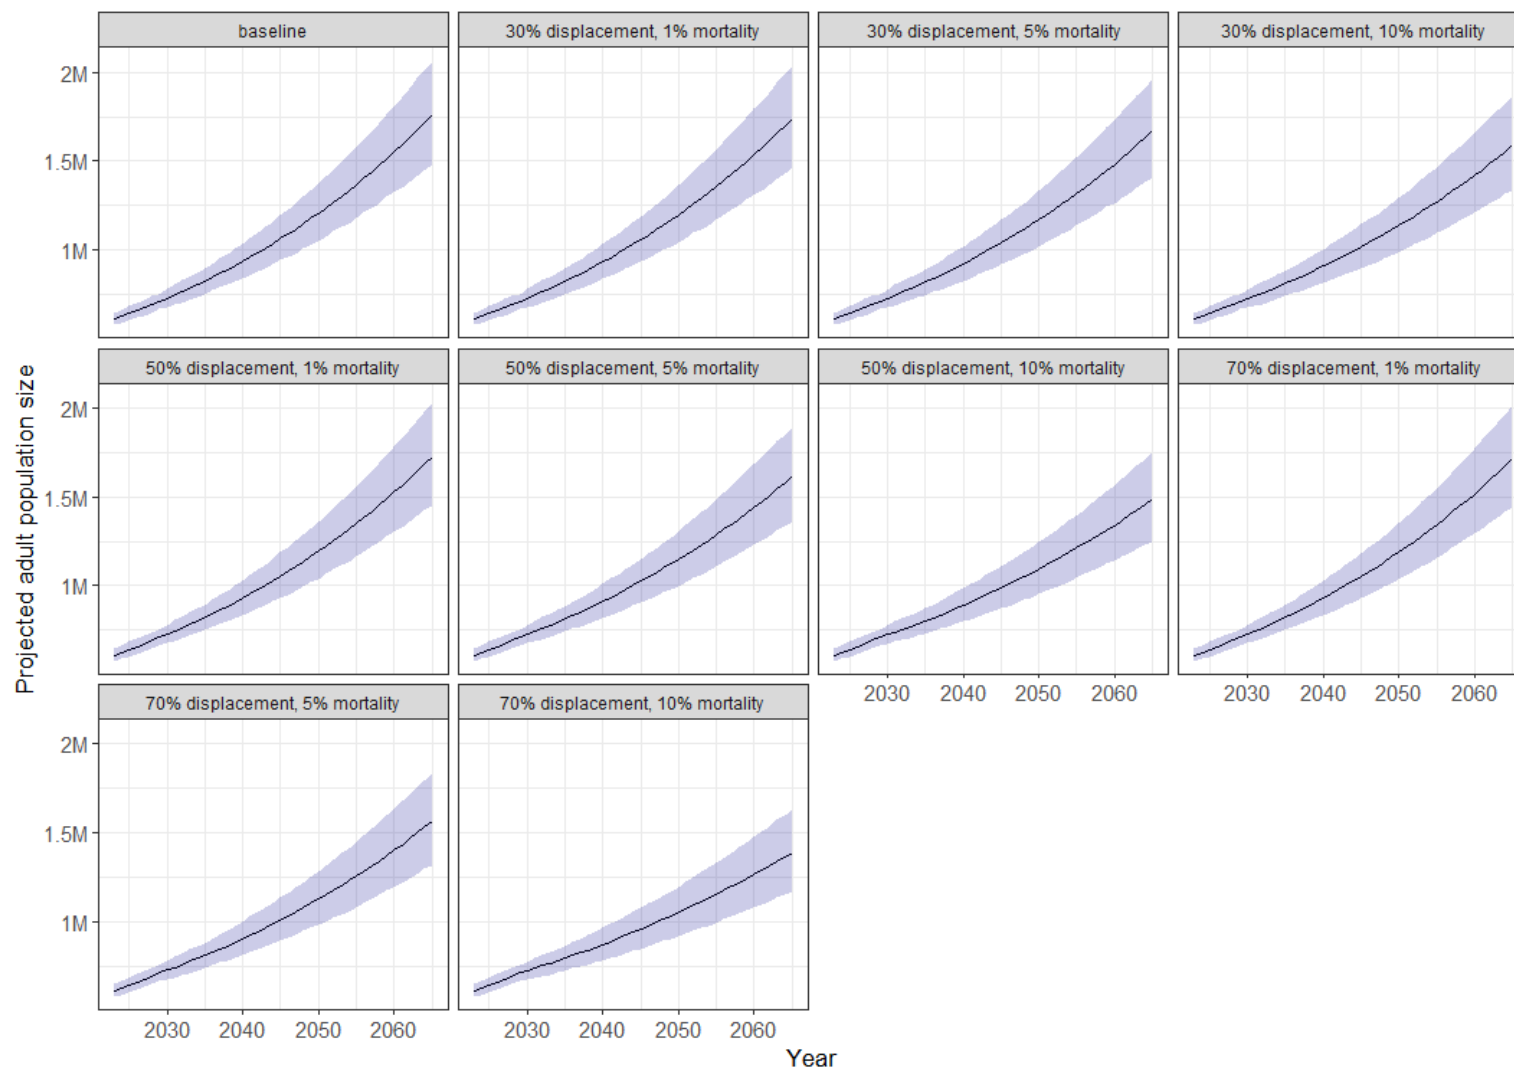 baseline
30% displacement, 1% mortality
30% displacement, 5% mortality
30% displacement, 10% mortality
2M
1.5M
1M
50% displacement, 1% mortality
50% displacement, 5% mortality
50% displacement, 10% mortality
70% displacement, 1% mortality
2M
1.5M
1M
2030 2040 2050 2060
2030 2040 2050 2060
70% displacement, 5% mortality
70% displacement, 10% mortality
2M
1.5M
1M
2030 2040 2050 2060
2030 2040 2050 2060
Projected adult population size
Year